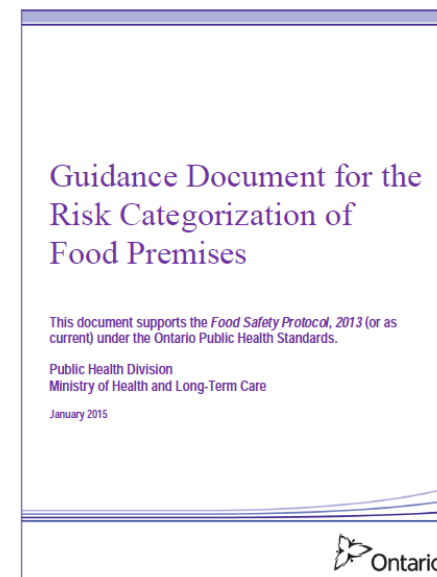 Guidance Document for the
Risk Categorization of
Food Premises
This document supports the Food Safety Protocol, 2013 (or as
current) under the Ontario Public Health Standards.
Public Health Division
Ministry of Health and Long-Term Care
January 2015
Ontario